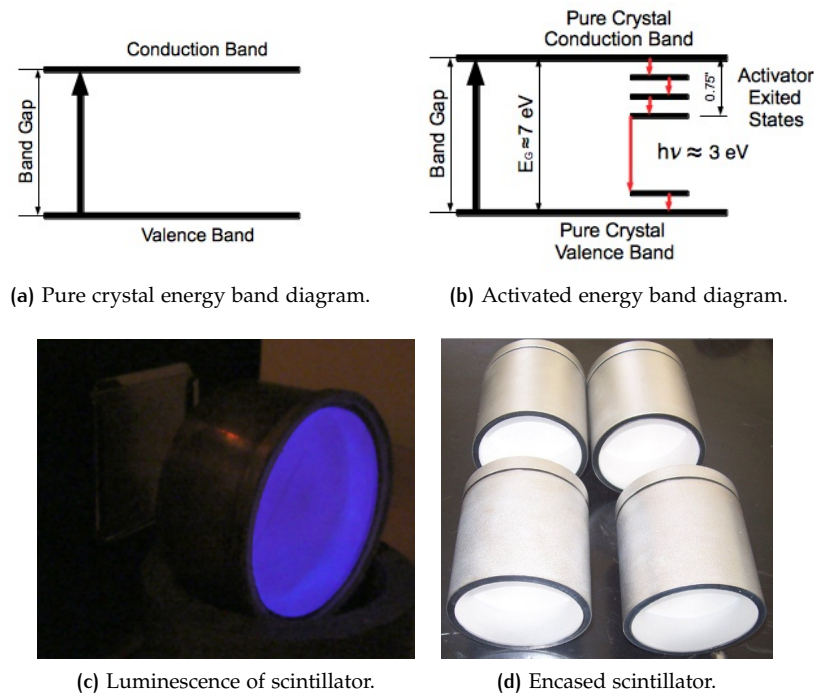 Conduction Band
Band Gap
Valence Band
(a) Pure crystal energy band diagram.
Pure Crystal
Conduction Band
Band Gap
E_G ≈ 7 eV
0.75"
Activator
Exited
States
hν ≈ 3 eV
Pure Crystal
Valence Band
(b) Activated energy band diagram.
(c) Luminescence of scintillator.
(d) Encased scintillator.